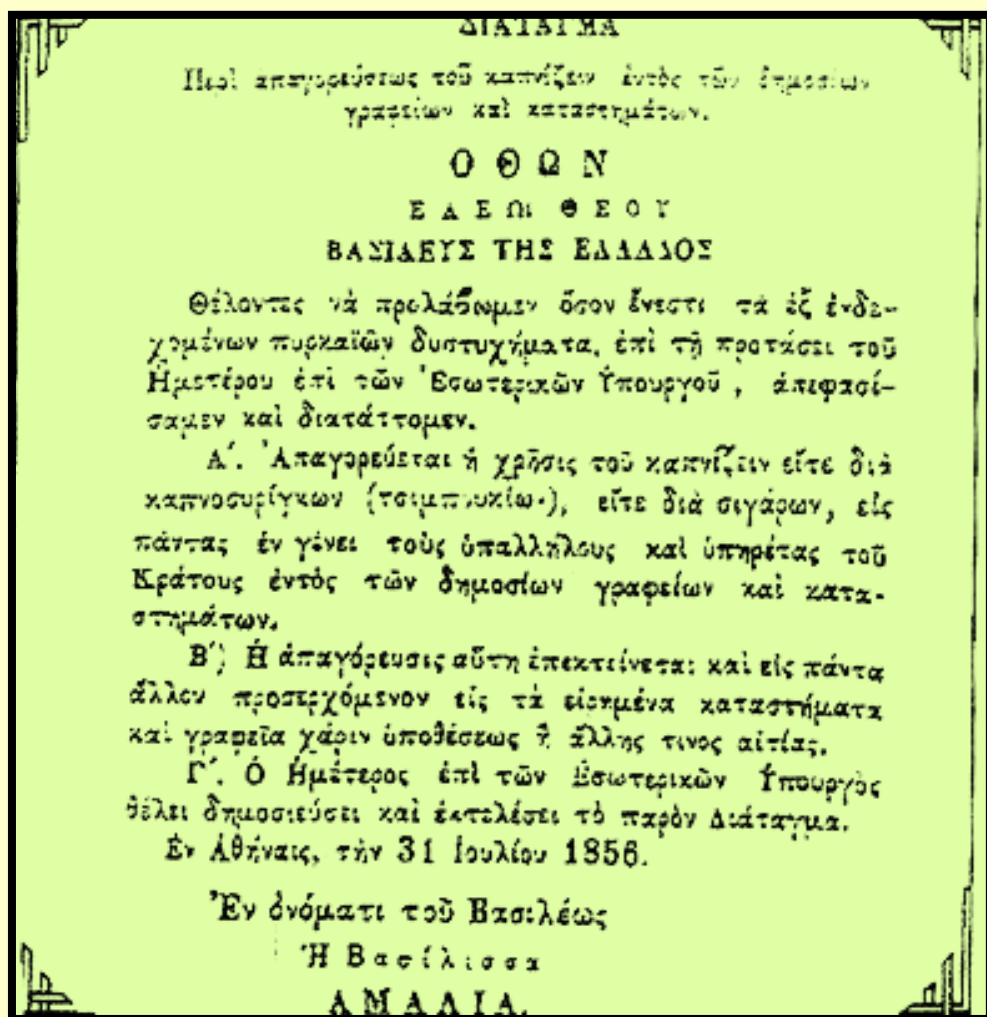 ΔΙΑΤΑΓΜΑ
Περὶ ἀπαγορεύσεως τοῦ καπνίζειν ἐντὸς τῶν δημοσίων
γραφείων καὶ καταστημάτων.
ΟΘΩΝ
ΕΛΕΩι ΘΕΟΥ
ΒΑΣΙΛΕΥΣ ΤΗΣ ΕΛΛΑΔΟΣ
Θέλοντες νὰ προλάβωμεν ὅσον ἔνεστι τὰ ἐξ ἐνδε-
χομένων πυρκαϊῶν δυστυχήματα, ἐπὶ τῇ προτάσει τοῦ
Ἡμετέρου ἐπὶ τῶν Ἐσωτερικῶν Ὑπουργοῦ, ἀπεφασί-
σαμεν καὶ διατάττομεν.
Α΄. Ἀπαγορεύεται ἡ χρῆσις τοῦ καπνίζειν εἴτε διὰ
καπνοσυρίγκων (τσιμπουκίων), εἴτε διὰ σιγάρων, εἰς
πάντας ἐν γένει τοὺς ὑπαλλήλους καὶ ὑπηρέτας τοῦ
Κράτους ἐντὸς τῶν δημοσίων γραφείων καὶ κατα-
στημάτων.
Β΄) Ἡ ἀπαγόρευσις αὕτη ἐπεκτείνεται καὶ εἰς πάντα
ἄλλον προσερχόμενον εἰς τὰ εἰρημένα καταστήματα
καὶ γραφεῖα χάριν ὑποθέσεως ἢ ἄλλης τινος αἰτίας.
Γ΄. Ὁ Ἡμέτερος ἐπὶ τῶν Ἐσωτερικῶν Ὑπουργὸς
θέλει δημοσιεύσει καὶ ἐκτελέσει τὸ παρὸν Διάταγμα.
Ἐν Ἀθήναις, τὴν 31 Ἰουλίου 1856.
Ἐν ὀνόματι τοῦ Βασιλέως
Ἡ Βασίλισσα
ΑΜΑΛΙΑ.